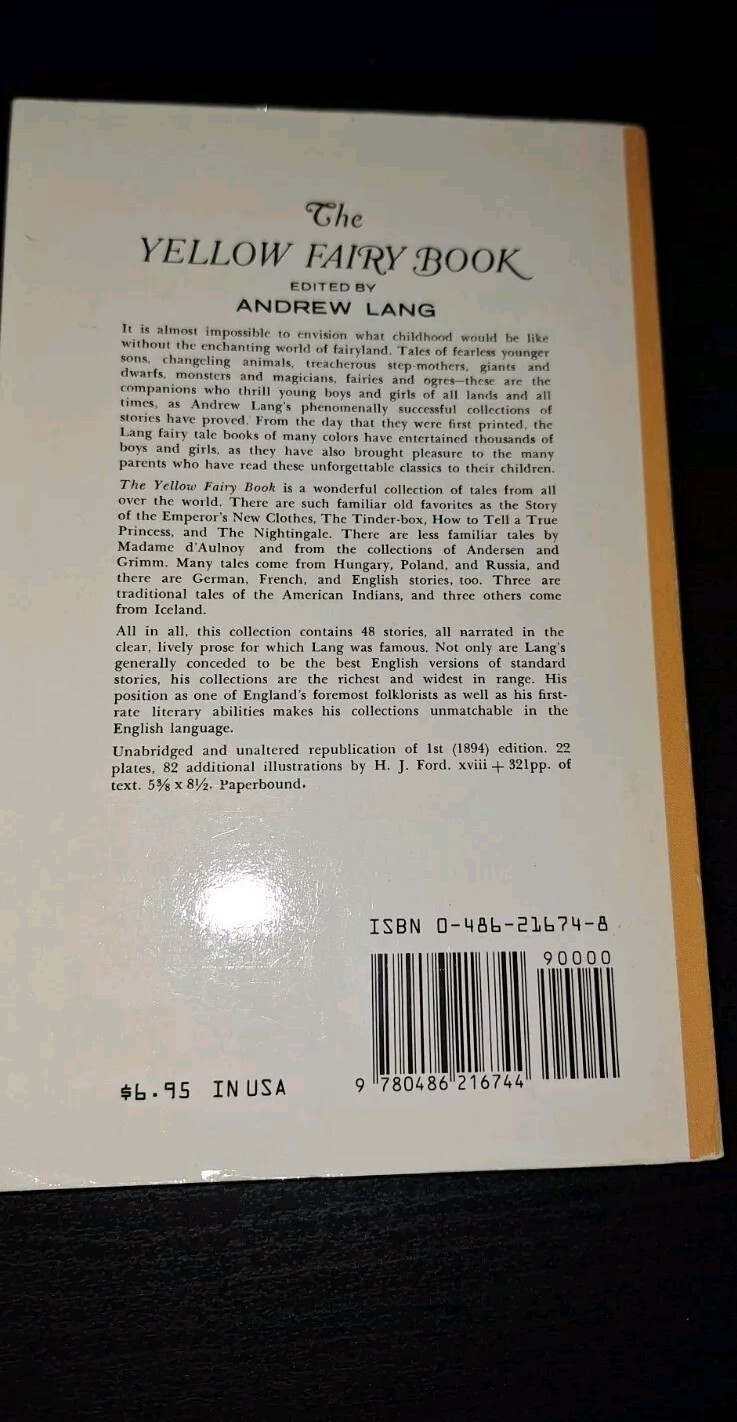 The
YELLOW FAIRY BOOK
EDITED BY
ANDREW LANG
It is almost impossible to envision what childhood would be like
without the enchanting world of fairyland. Tales of fearless younger
sons, changeling animals, treacherous step-mothers, giants and
dwarfs, monsters and magicians, fairies and ogres—these are the
companions who thrill young boys and girls of all lands and all
times, as Andrew Lang's phenomenally successful collections of
stories have proved. From the day that they were first printed, the
Lang fairy tale books of many colors have entertained thousands of
boys and girls, as they have also brought pleasure to the many
parents who have read these unforgettable classics to their children.
The Yellow Fairy Book is a wonderful collection of tales from all
over the world. There are such familiar old favorites as the Story
of the Emperor's New Clothes, The Tinder-box, How to Tell a True
Princess, and The Nightingale. There are less familiar tales by
Madame d'Aulnoy and from the collections of Andersen and
Grimm. Many tales come from Hungary, Poland, and Russia, and
there are German, French, and English stories, too. Three are
traditional tales of the American Indians, and three others come
from Iceland.
All in all, this collection contains 48 stories, all narrated in the
clear, lively prose for which Lang was famous. Not only are Lang's
generally conceded to be the best English versions of standard
stories, his collections are the richest and widest in range. His
position as one of England's foremost folklorists as well as his first-
rate literary abilities makes his collections unmatchable in the
English language.
Unabridged and unaltered republication of 1st (1894) edition. 22
plates, 82 additional illustrations by H. J. Ford. xviii + 321pp. of
text. 5⅜ x 8½. Paperbound.
ISBN 0-486-21674-8
90000
9 780486 216744
$6.95 IN USA